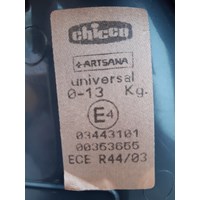 chicco
+ARTSANA
universal
0-13 Kg.
E4
03443101
00363655
ECE R44/03